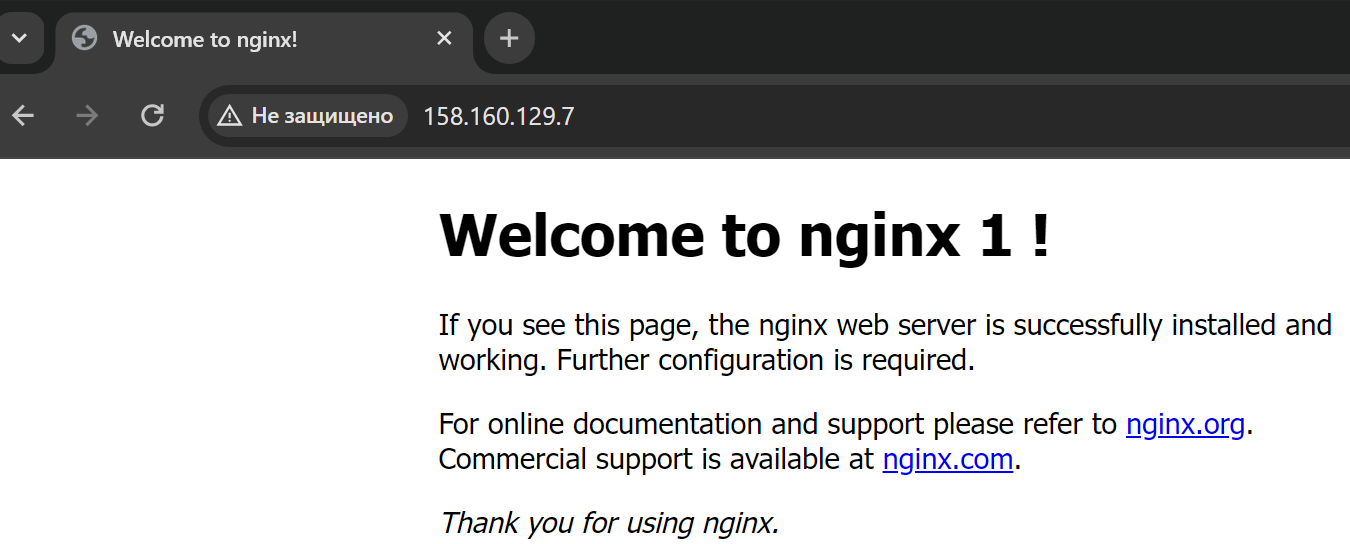 Welcome to nginx!
Не защищено 158.160.129.7
Welcome to nginx 1 !
If you see this page, the nginx web server is successfully installed and
working. Further configuration is required.
For online documentation and support please refer to nginx.org.
Commercial support is available at nginx.com.
Thank you for using nginx.